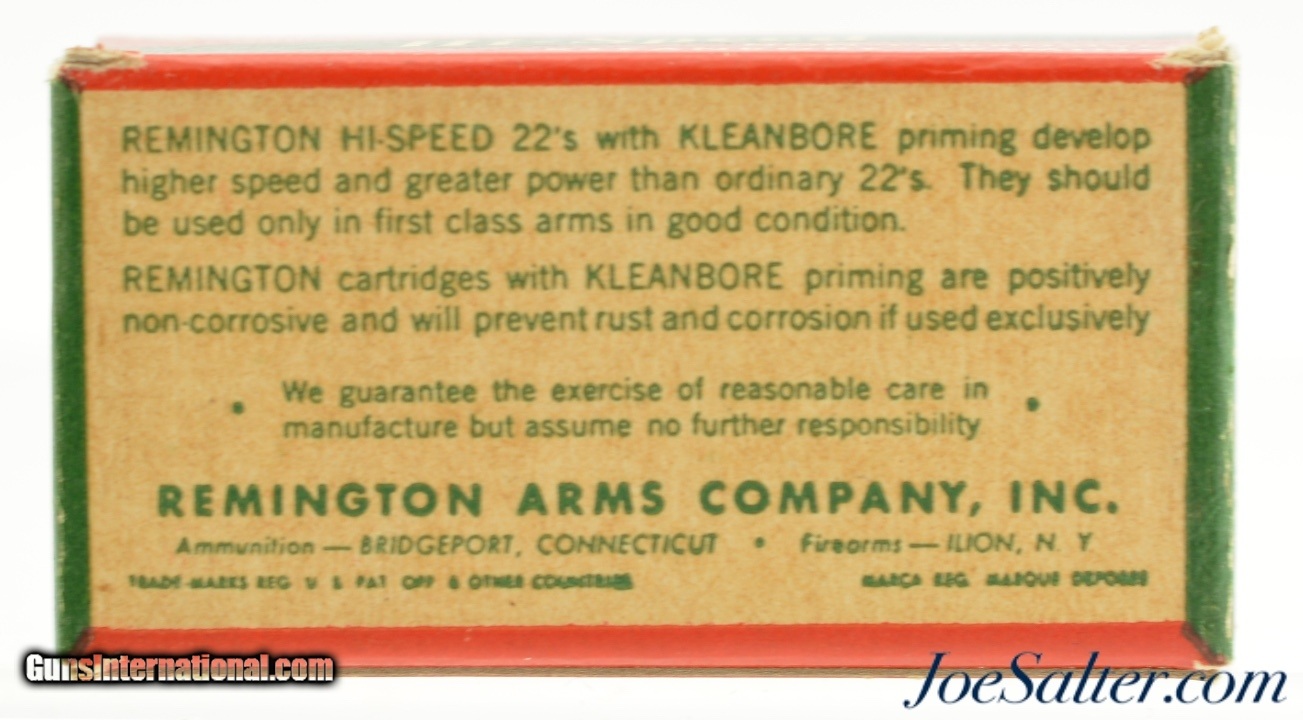 REMINGTON HI-SPEED 22's with KLEANBORE priming develop
higher speed and greater power than ordinary 22's. They should
be used only in first class arms in good condition.
REMINGTON cartridges with KLEANBORE priming are positively
non-corrosive and will prevent rust and corrosion if used exclusively
• We guarantee the exercise of reasonable care in •
manufacture but assume no further responsibility
REMINGTON ARMS COMPANY, INC.
Ammunition — BRIDGEPORT, CONNECTICUT • Firearms — ILION, N. Y.
TRADE-MARKS REG U S PAT OFF & OTHER COUNTRIES MARCA REG MARQUE DEPOSEE
GunsInternational.com
JoeSalter.com